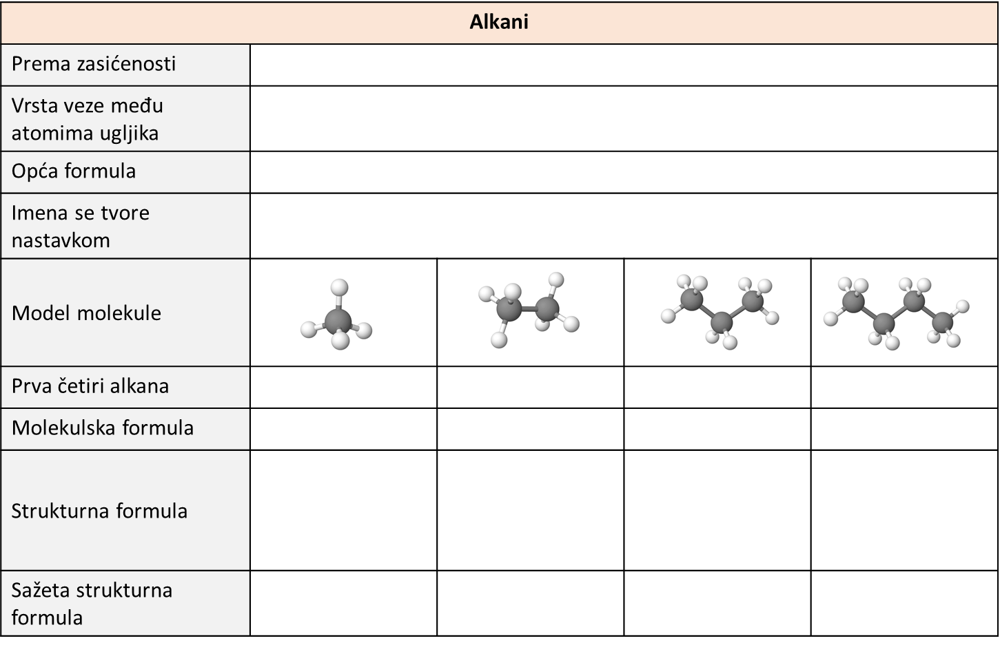 Alkani
Prema zasićenosti
Vrsta veze među
atomima ugljika
Opća formula
Imena se tvore
nastavkom
Model molekule
Prva četiri alkana
Molekulska formula
Strukturna formula
Sažeta strukturna
formula